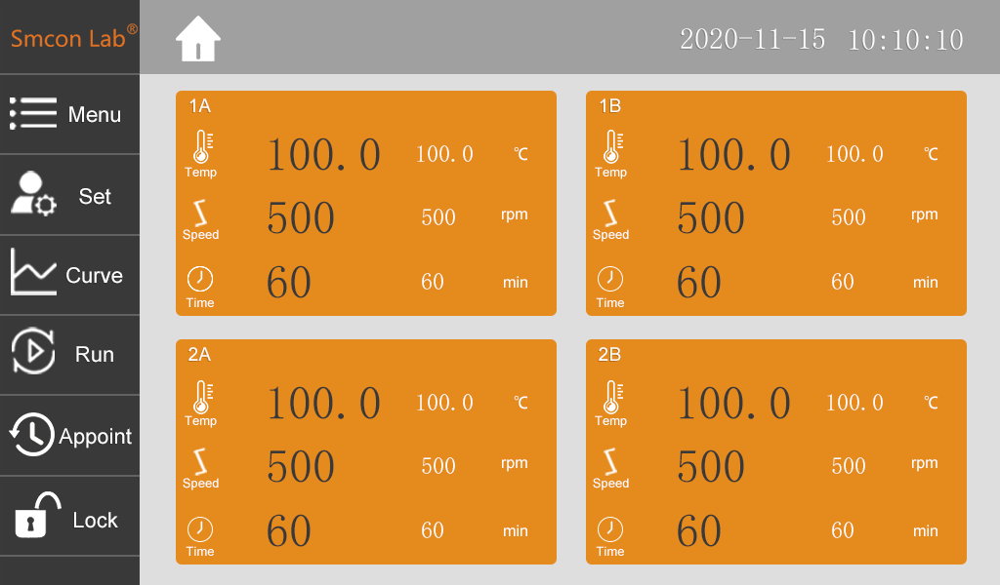 Smcon Lab®
2020-11-15 10:10:10
Menu
Set
Curve
Run
Appoint
Lock
1A
Temp 100.0 100.0 ℃
Speed 500 500 rpm
Time 60 60 min
1B
Temp 100.0 100.0 ℃
Speed 500 500 rpm
Time 60 60 min
2A
Temp 100.0 100.0 ℃
Speed 500 500 rpm
Time 60 60 min
2B
Temp 100.0 100.0 ℃
Speed 500 500 rpm
Time 60 60 min